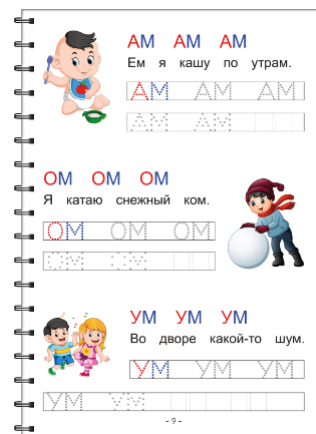 АМ АМ АМ
Ем я кашу по утрам.
АМ АМ АМ
АМ АМ
ОМ ОМ ОМ
Я катаю снежный ком.
ОМ ОМ ОМ
ОМ ОМ
УМ УМ УМ
Во дворе какой-то шум.
УМ УМ УМ
УМ УМ
- 9 -